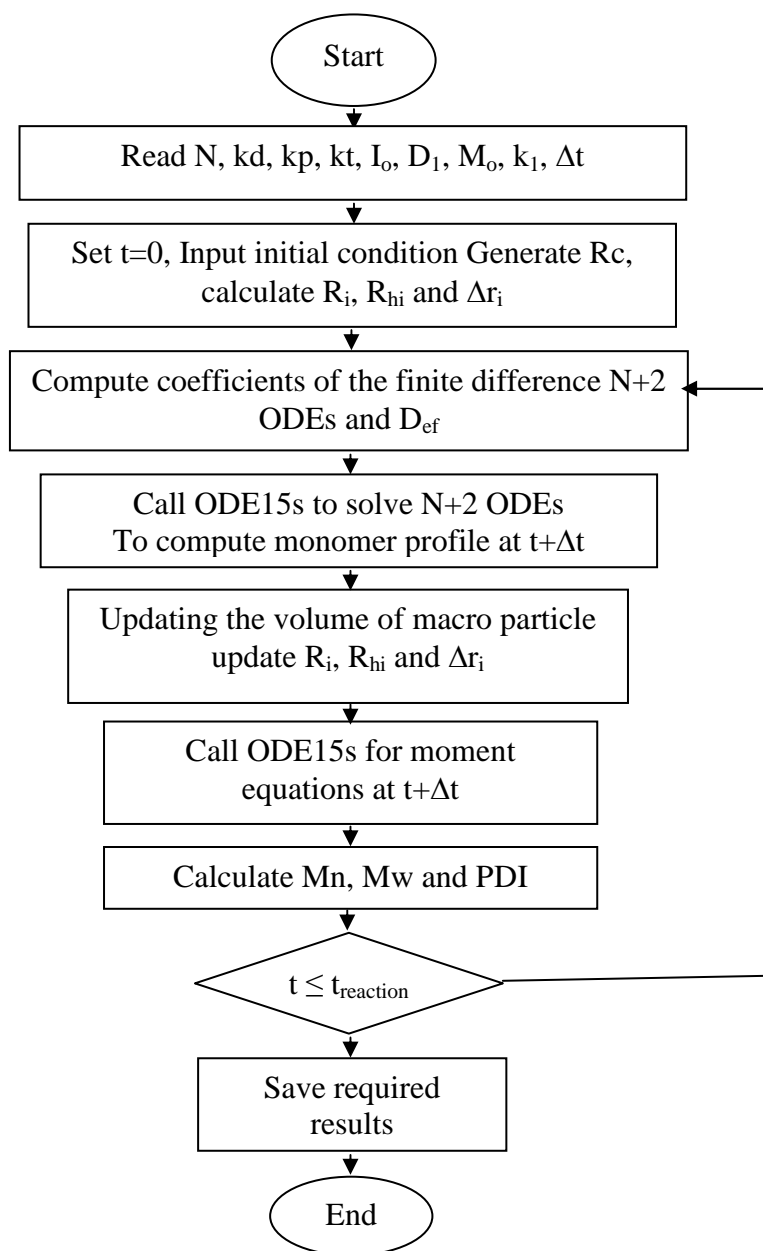 Start
Read N, kd, kp, kt, Iₒ, D₁, Mₒ, k₁, Δt
Set t=0, Input initial condition Generate Rc,
calculate Rᵢ, Rₕᵢ and Δrᵢ
Compute coefficients of the finite difference N+2
ODEs and D_ef
Call ODE15s to solve N+2 ODEs
To compute monomer profile at t+Δt
Updating the volume of macro particle
update Rᵢ, Rₕᵢ and Δrᵢ
Call ODE15s for moment
equations at t+Δt
Calculate Mn, Mw and PDI
t ≤ t_reaction
Save required
results
End